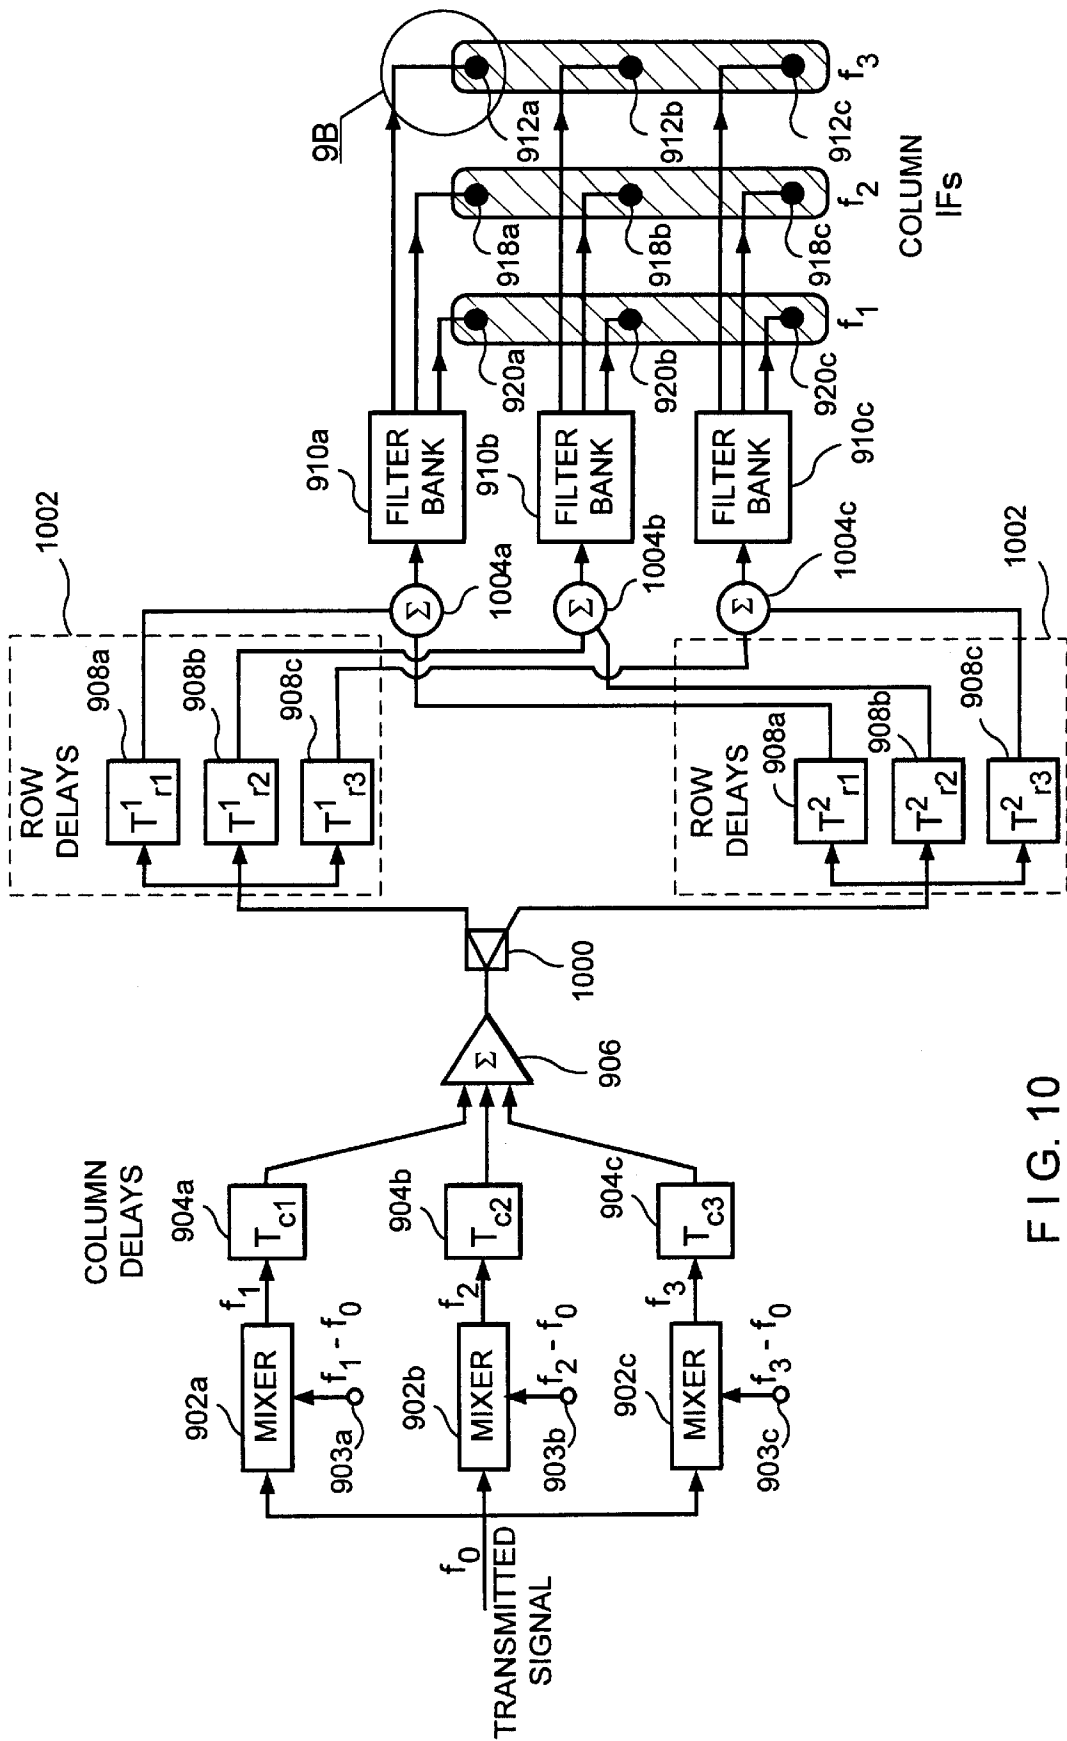 TRANSMITTED
SIGNAL
f0
902a
MIXER
903a
f1 - f0
902b
MIXER
903b
f2 - f0
902c
MIXER
903c
f3 - f0
COLUMN
DELAYS
f1
904a
Tc1
f2
904b
Tc2
f3
904c
Tc3
Σ
906
1000
ROW
DELAYS
1002
T1r1
908a
T1r2
908b
T1r3
908c
ROW
DELAYS
1002
T2r1
908a
T2r2
908b
T2r3
908c
Σ
1004a
Σ
1004b
Σ
1004c
910a
FILTER
BANK
910b
FILTER
BANK
910c
FILTER
BANK
9B
920a
918a
912a
920b
918b
912b
920c
918c
912c
f1
f2
f3
COLUMN
IFs
FIG. 10